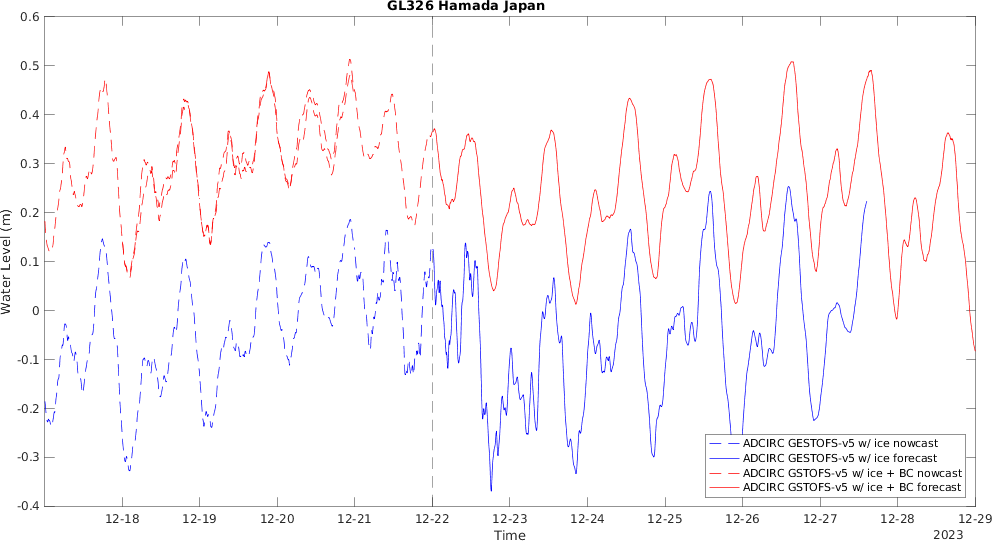 GL326 Hamada Japan
0.6
0.5
0.4
0.3
0.2
0.1
0
-0.1
-0.2
-0.3
-0.4
Water Level (m)
ADCIRC GESTOFS-v5 w/ ice nowcast
ADCIRC GESTOFS-v5 w/ ice forecast
ADCIRC GSTOFS-v5 w/ ice + BC nowcast
ADCIRC GSTOFS-v5 w/ ice + BC forecast
12-18 12-19 12-20 12-21 12-22 12-23 12-24 12-25 12-26 12-27 12-28 12-29
Time
2023